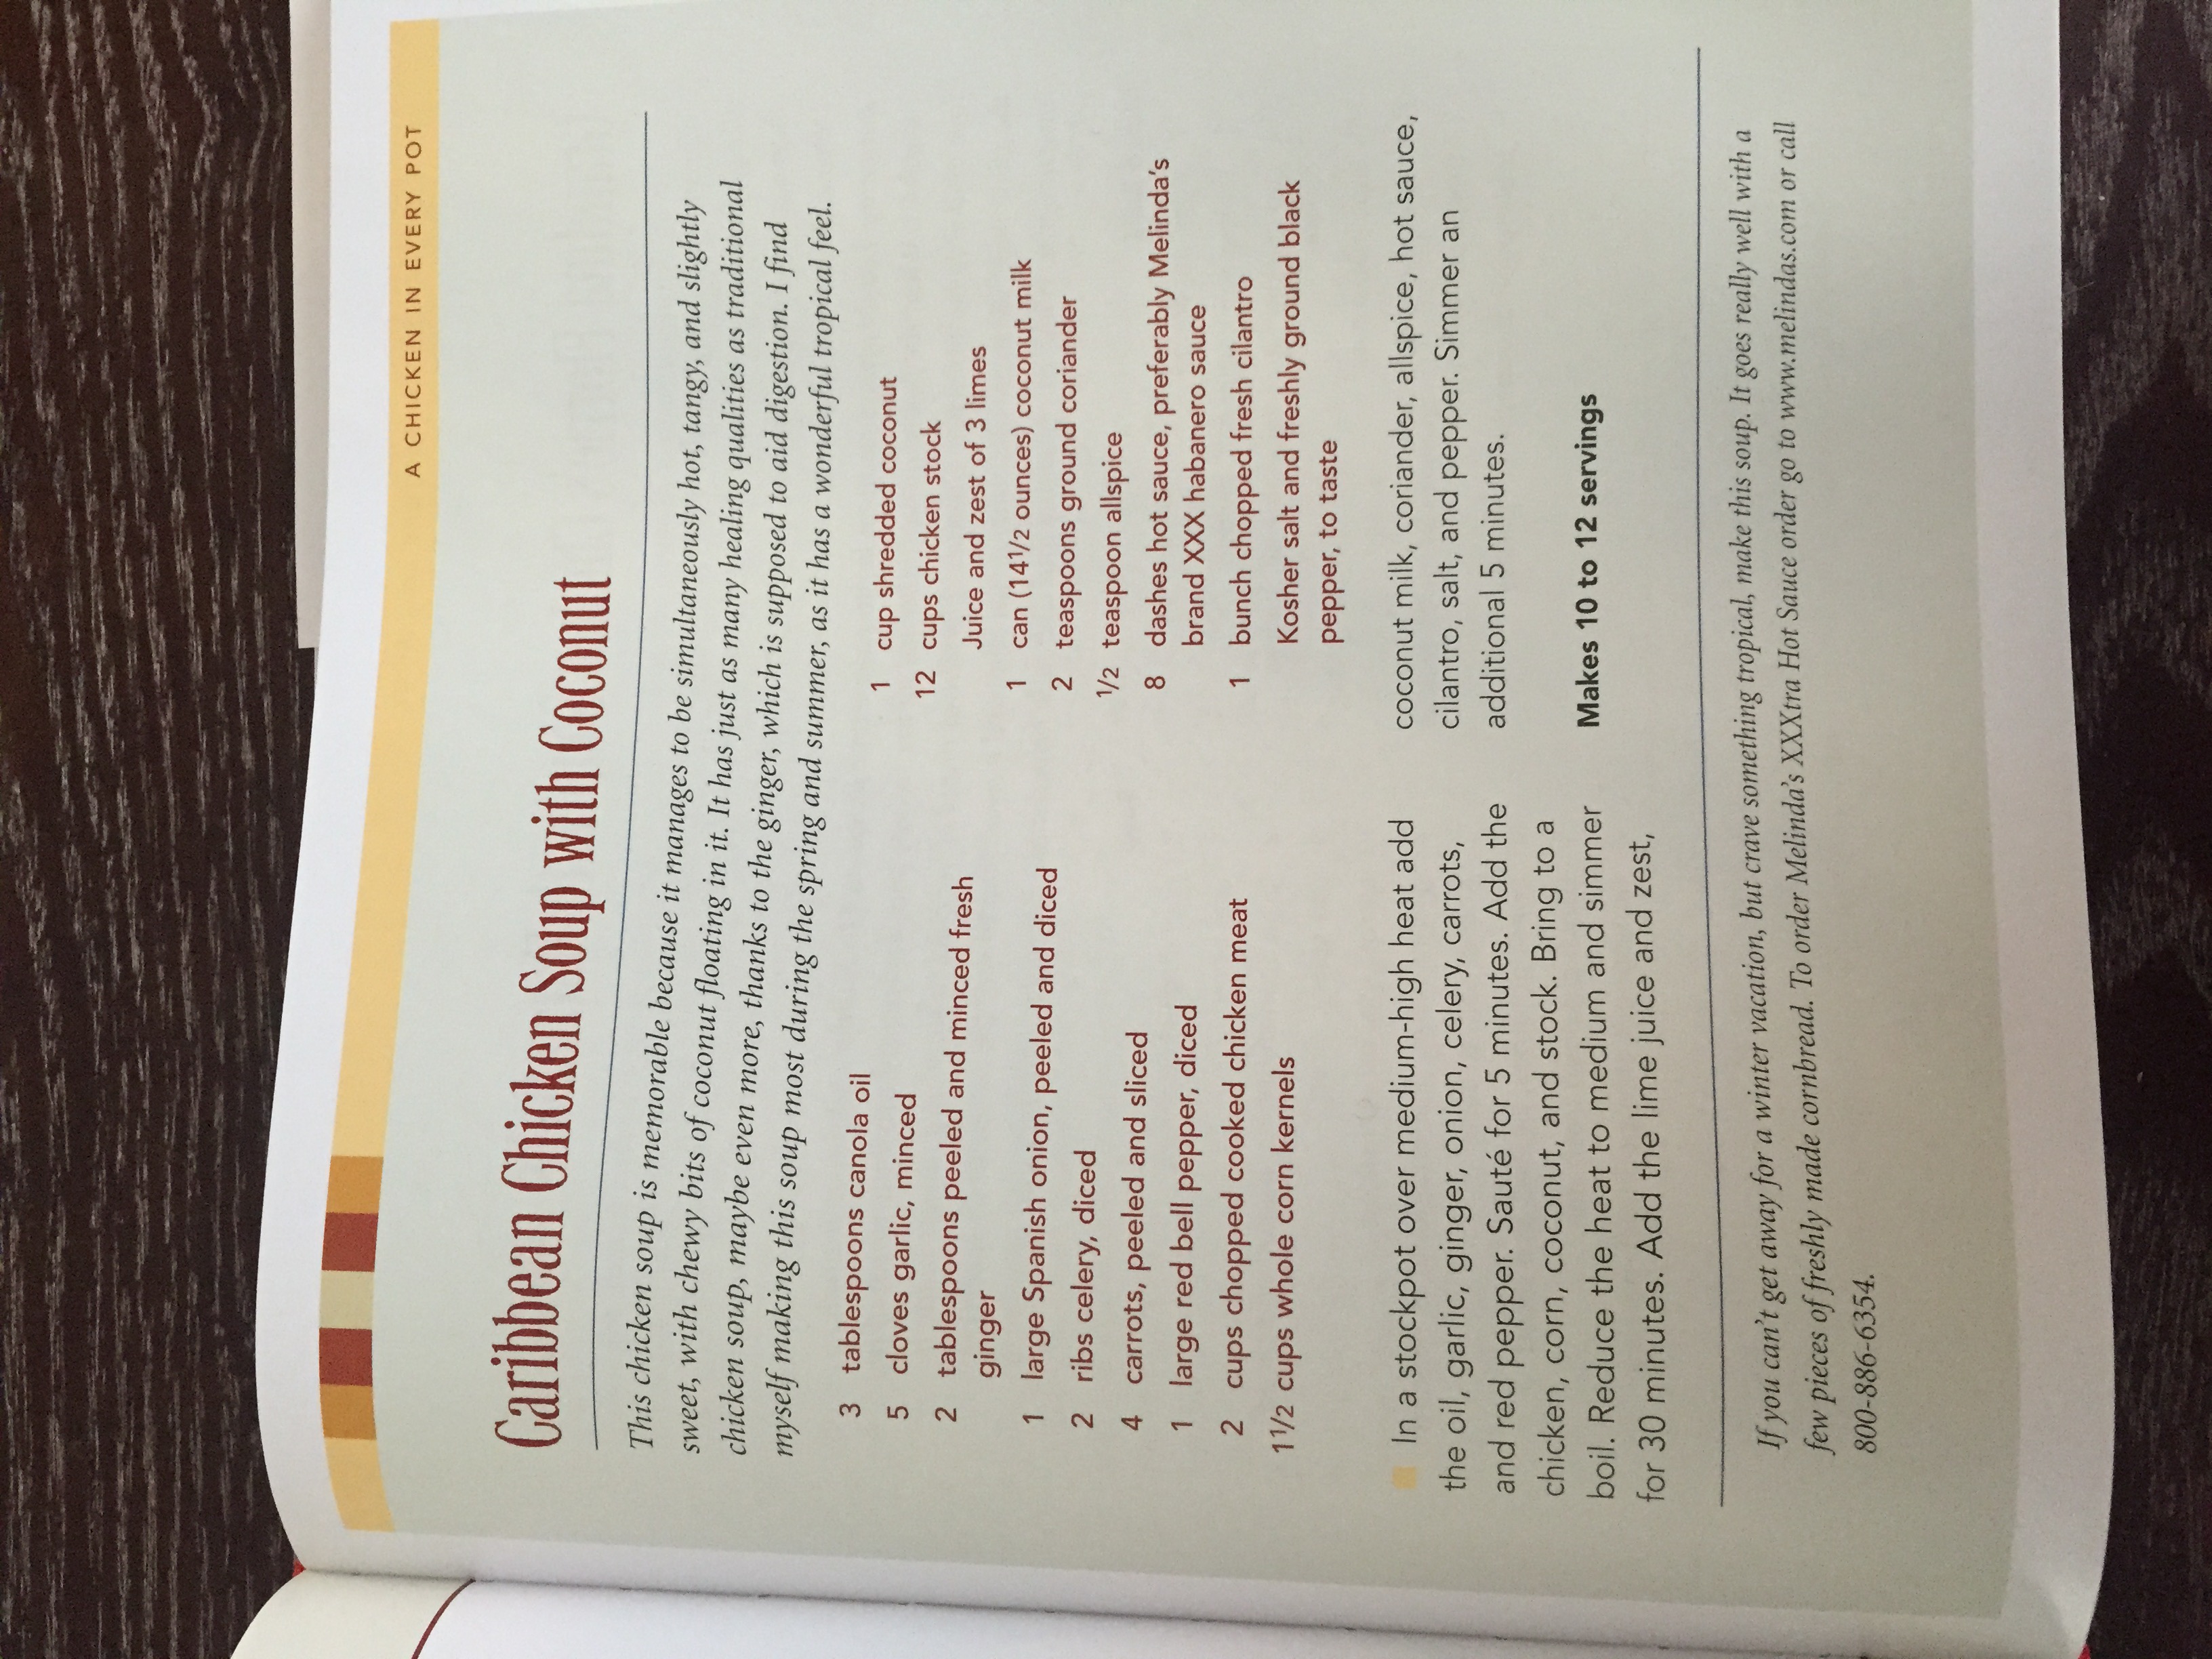 A CHICKEN IN EVERY POT
Caribbean Chicken Soup with Coconut
This chicken soup is memorable because it manages to be simultaneously hot, tangy, and slightly
sweet, with chewy bits of coconut floating in it. It has just as many healing qualities as traditional
chicken soup, maybe even more, thanks to the ginger, which is supposed to aid digestion. I find
myself making this soup most during the spring and summer, as it has a wonderful tropical feel.
3 tablespoons canola oil
5 cloves garlic, minced
2 tablespoons peeled and minced fresh
ginger
1 large Spanish onion, peeled and diced
2 ribs celery, diced
4 carrots, peeled and sliced
1 large red bell pepper, diced
2 cups chopped cooked chicken meat
1 1/2 cups whole corn kernels
1 cup shredded coconut
12 cups chicken stock
Juice and zest of 3 limes
1 can (14 1/2 ounces) coconut milk
2 teaspoons ground coriander
1/2 teaspoon allspice
8 dashes hot sauce, preferably Melinda's
brand XXX habanero sauce
1 bunch chopped fresh cilantro
Kosher salt and freshly ground black
pepper, to taste
In a stockpot over medium-high heat add
the oil, garlic, ginger, onion, celery, carrots,
and red pepper. Sauté for 5 minutes. Add the
chicken, corn, coconut, and stock. Bring to a
boil. Reduce the heat to medium and simmer
for 30 minutes. Add the lime juice and zest,
coconut milk, coriander, allspice, hot sauce,
cilantro, salt, and pepper. Simmer an
additional 5 minutes.
Makes 10 to 12 servings
If you can't get away for a winter vacation, but crave something tropical, make this soup. It goes really well with a
few pieces of freshly made cornbread. To order Melinda's XXXtra Hot Sauce order go to www.melindas.com or call
800-886-6354.